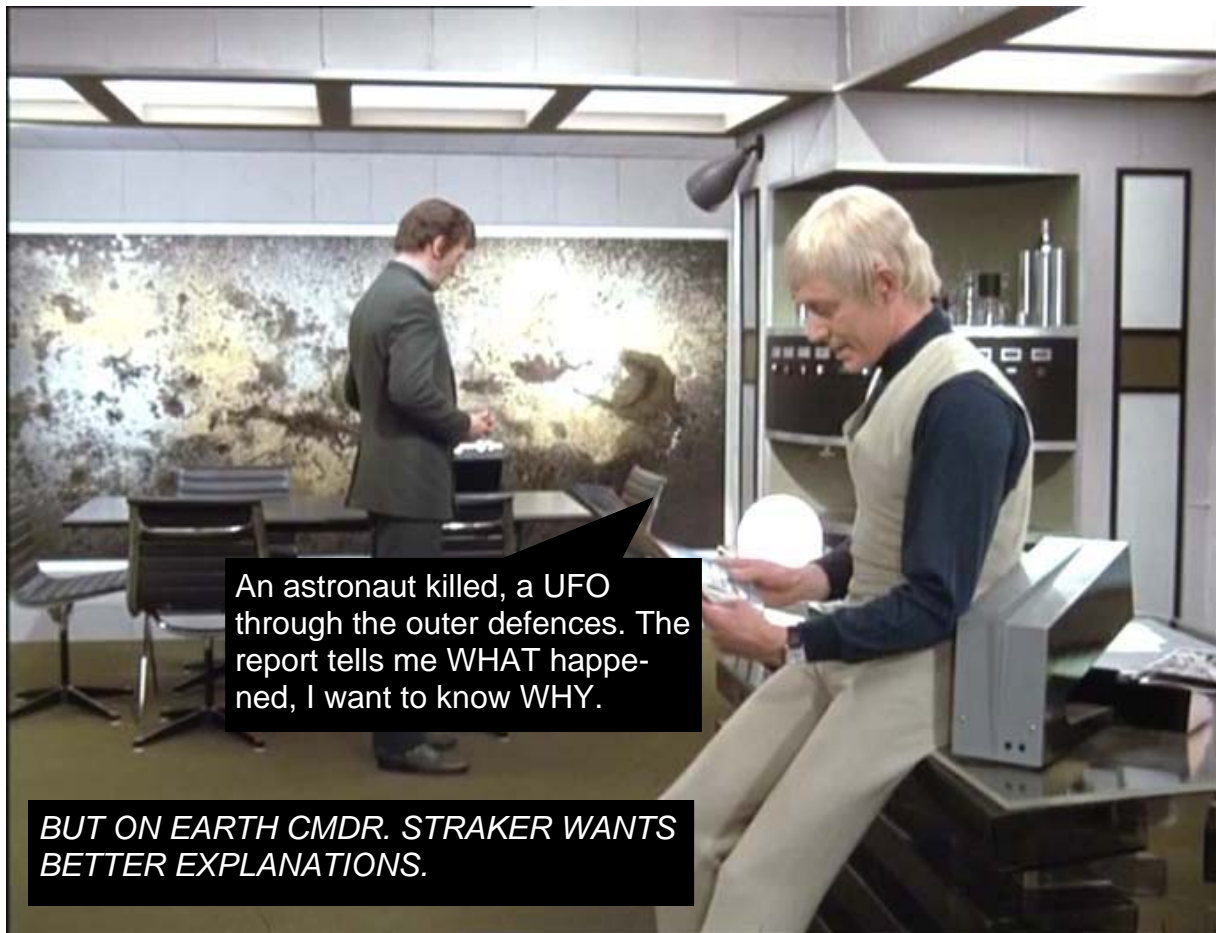 An astronaut killed, a UFO
through the outer defences. The
report tells me WHAT happe-
ned, I want to know WHY.
BUT ON EARTH CMDR. STRAKER WANTS
BETTER EXPLANATIONS.